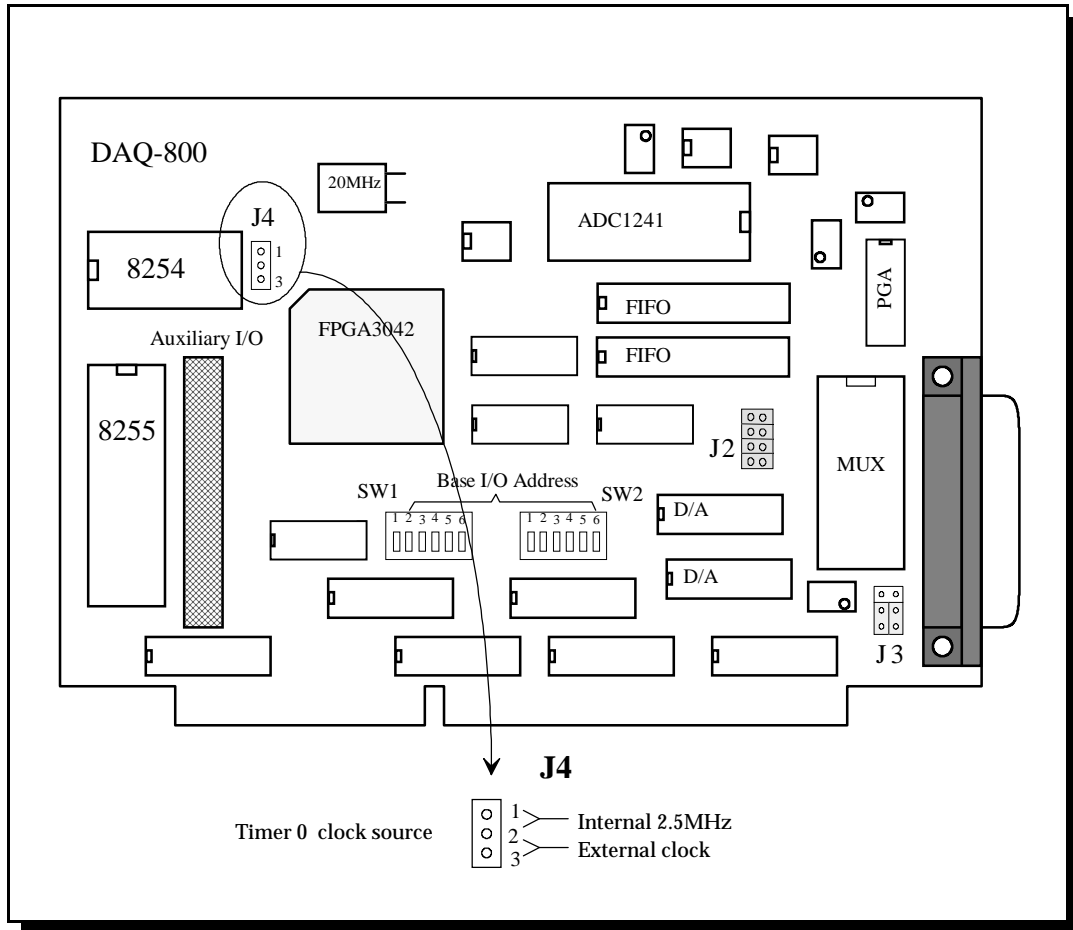 DAQ-800
20MHz
J4
1
3
8254
ADC1241
PGA
FIFO
FIFO
FPGA3042
Auxiliary I/O
8255
J2
MUX
Base I/O Address
SW1
SW2
1 2 3 4 5 6
1 2 3 4 5 6
D/A
D/A
J3
J4
Timer 0 clock source
1
2
3
Internal 2.5MHz
External clock